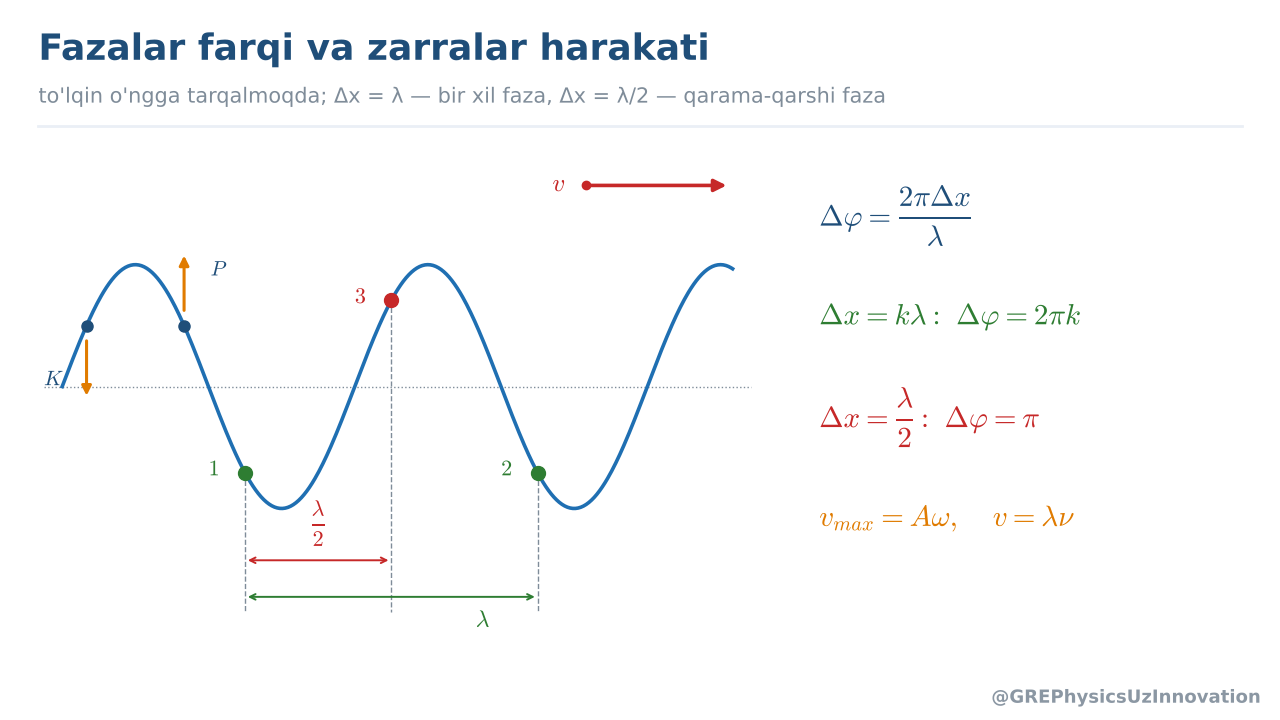 Fazalar farqi va zarralar harakati
to'lqin o'ngga tarqalmoqda; Δx = λ — bir xil faza, Δx = λ/2 — qarama-qarshi faza
v
P
3
K
1
2
λ/2
λ
Δφ = 2πΔx/λ
Δx = kλ : Δφ = 2πk
Δx = λ/2 : Δφ = π
v_max = Aω, v = λν
@GREPhysicsUzInnovation